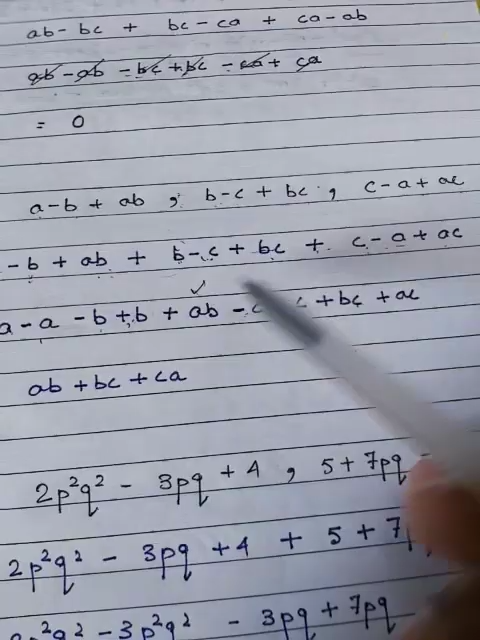 ab - bc + bc - ca + ca - ab
ab - ab - bc + bc - ca + ca
= 0
a - b + ab , b - c + bc , c - a + ac
- b + ab + b - c + bc + c - a + ac
a - a - b + b + ab - c + bc + ac
ab + bc + ca
2p²q² - 3pq + 4 , 5 + 7pq
2p²q² - 3pq + 4 + 5 + 7
p²q² - 3p²q² - 3pq + 7pq